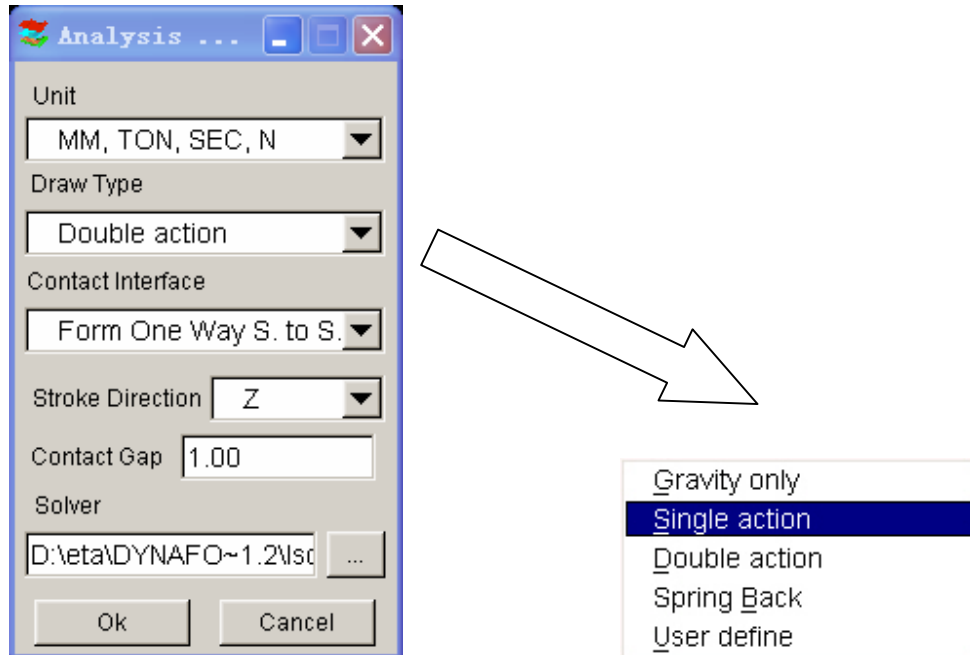 Analysis ...
Unit
MM, TON, SEC, N
Draw Type
Double action
Contact Interface
Form One Way S. to S.
Stroke Direction Z
Contact Gap 1.00
Solver
D:\eta\DYNAFO~1.2\lsd ...
Ok Cancel
Gravity only
Single action
Double action
Spring Back
User define